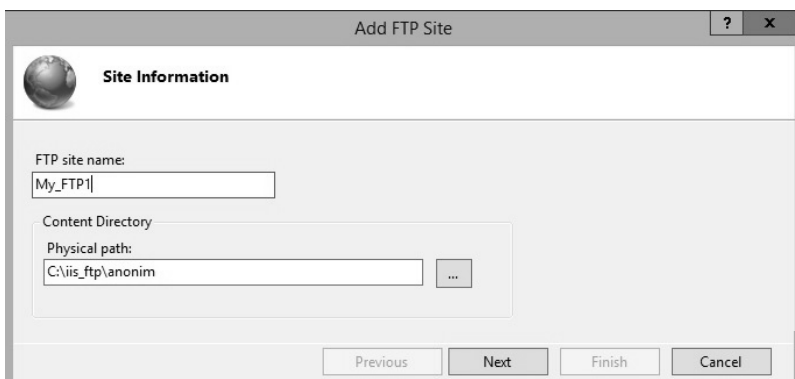 Add FTP Site
? x
Site Information
FTP site name:
My_FTP1
Content Directory
Physical path:
C:\iis_ftp\anonim
...
Previous Next Finish Cancel